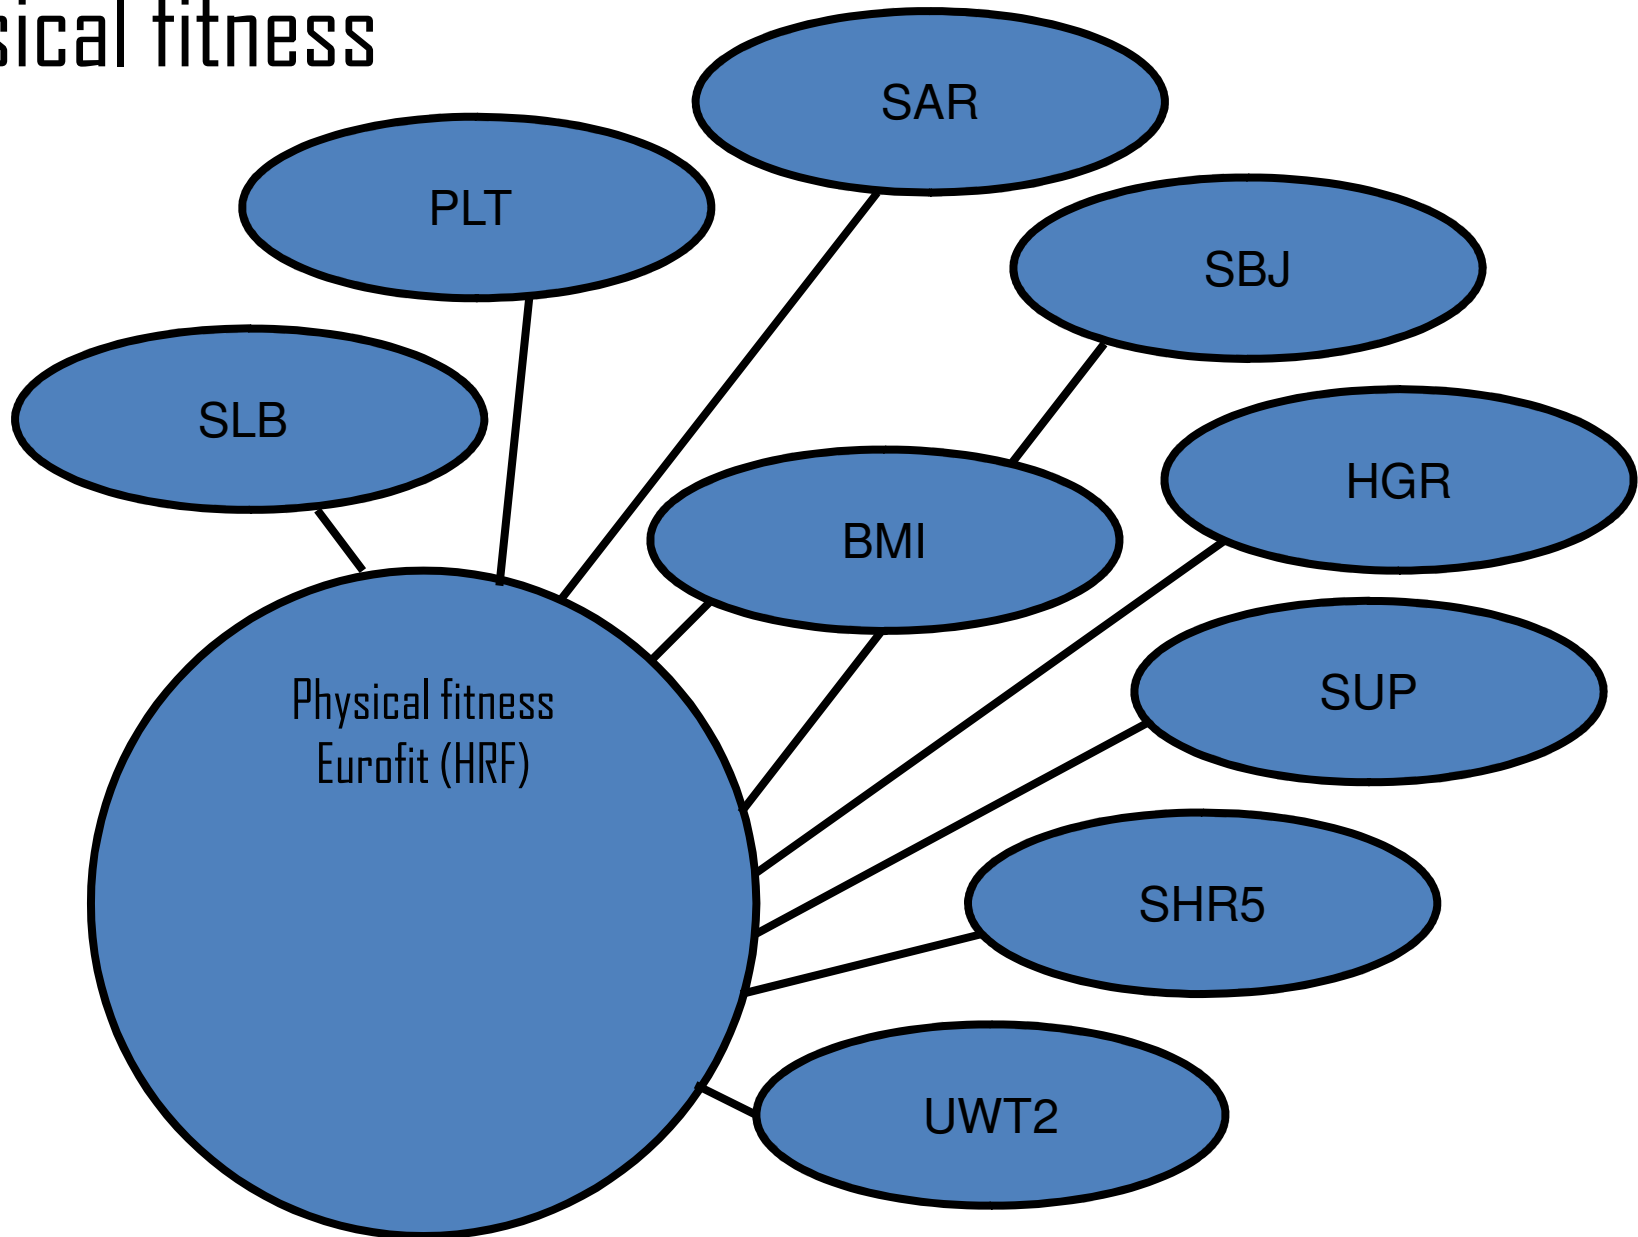 sical fitness
SAR
PLT
SBJ
SLB
HGR
BMI
SUP
Physical fitness
Eurofit (HRF)
SHR5
UWT2